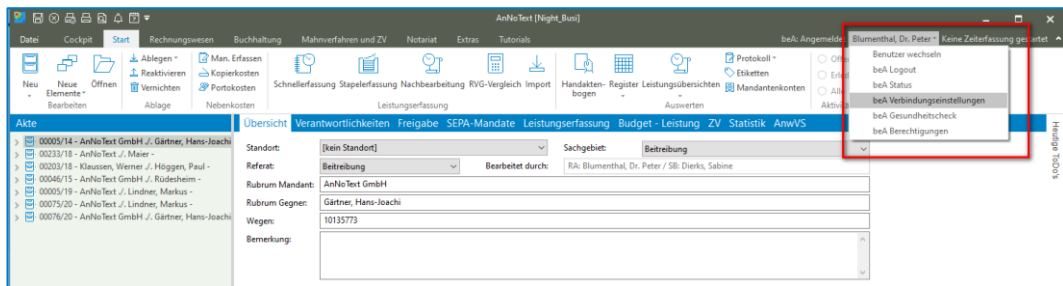 AnNoText [Night_Busi]
Datei Cockpit Start Rechnungswesen Buchhaltung Mahnverfahren und ZV Notariat Extras Tutorials beA: Angemeldet Blumenthal, Dr. Peter Keine Zeiterfassung gestartet
Neu
Neue Elemente
Öffnen
Bearbeiten
Ablegen
Reaktivieren
Vernichten
Ablage
Man. Erfassen
Kopierkosten
Portokosten
Nebenkosten
Schnellerfassung Stapelerfassung Nachbearbeitung RVG-Vergleich Import
Leistungserfassung
Handakten-bogen
Register Leistungsübersichten
Protokoll
Etiketten
Mandantenkonten
Auswerten
Benutzer wechseln
beA Logout
beA Status
beA Verbindungseinstellungen
beA Gesundheitscheck
beA Berechtigungen
Akte
00005/14 - AnNoText GmbH ./. Gärtner, Hans-Joachi
00233/18 - AnNoText ./. Maier -
00203/18 - Klaussen, Werner ./. Höggen, Paul -
00046/15 - AnNoText GmbH ./. Rüdesheim -
00005/19 - AnNoText ./. Lindner, Markus -
00075/20 - AnNoText ./. Lindner, Markus -
00076/20 - AnNoText GmbH ./. Gärtner, Hans-Joachi
Übersicht Verantwortlichkeiten Freigabe SEPA-Mandate Leistungserfassung Budget - Leistung ZV Statistik AnwVS
Standort: [kein Standort] Sachgebiet: Beitreibung
Referat: Beitreibung Bearbeitet durch: RA: Blumenthal, Dr. Peter / SB: Dierks, Sabine
Rubrum Mandant: AnNoText GmbH
Rubrum Gegner: Gärtner, Hans-Joachi
Wegen: 10135773
Bemerkung:
Heutige ToDo's